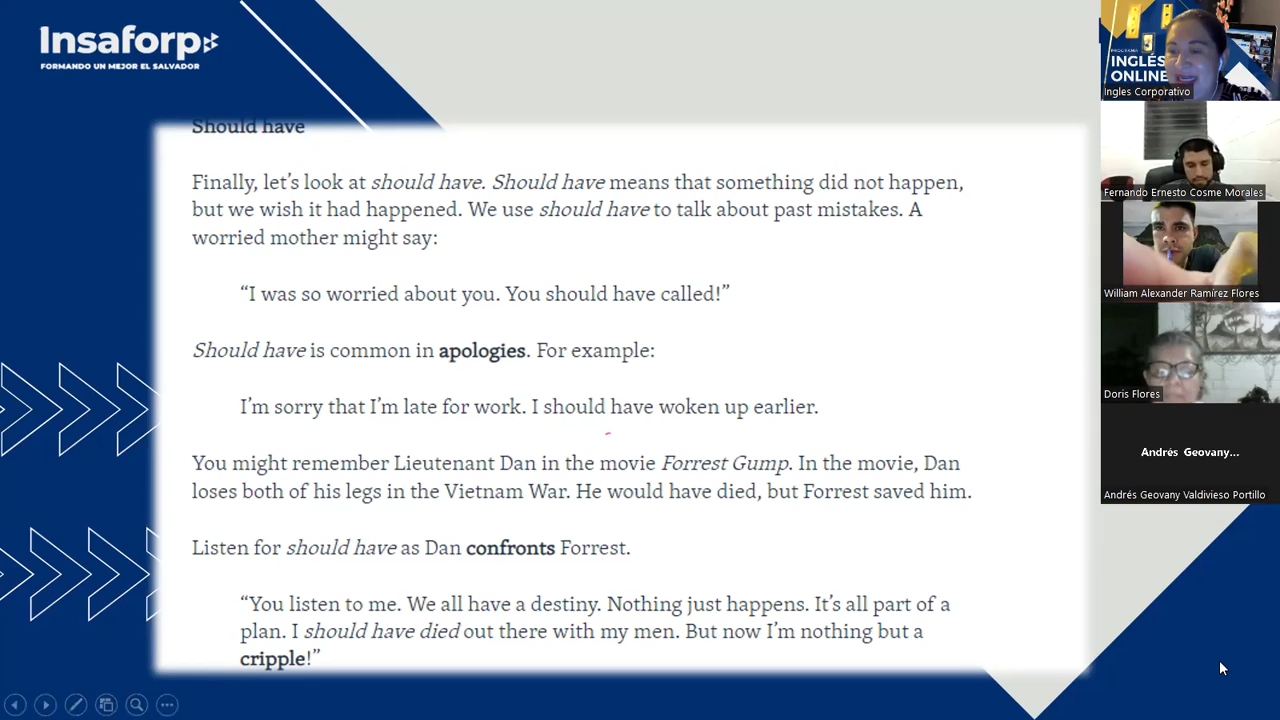 Insaforp
FORMANDO UN MEJOR EL SALVADOR
Should have
Finally, let's look at should have. Should have means that something did not happen,
but we wish it had happened. We use should have to talk about past mistakes. A
worried mother might say:
“I was so worried about you. You should have called!”
Should have is common in apologies. For example:
I'm sorry that I'm late for work. I should have woken up earlier.
You might remember Lieutenant Dan in the movie Forrest Gump. In the movie, Dan
loses both of his legs in the Vietnam War. He would have died, but Forrest saved him.
Listen for should have as Dan confronts Forrest.
“You listen to me. We all have a destiny. Nothing just happens. It's all part of a
plan. I should have died out there with my men. But now I'm nothing but a
cripple!”
PROGRAMA
INGLÉS
ONLINE
Ingles Corporativo
Fernando Ernesto Cosme Morales
William Alexander Ramírez Flores
Doris Flores
Andrés Geovany...
Andrés Geovany Valdivieso Portillo